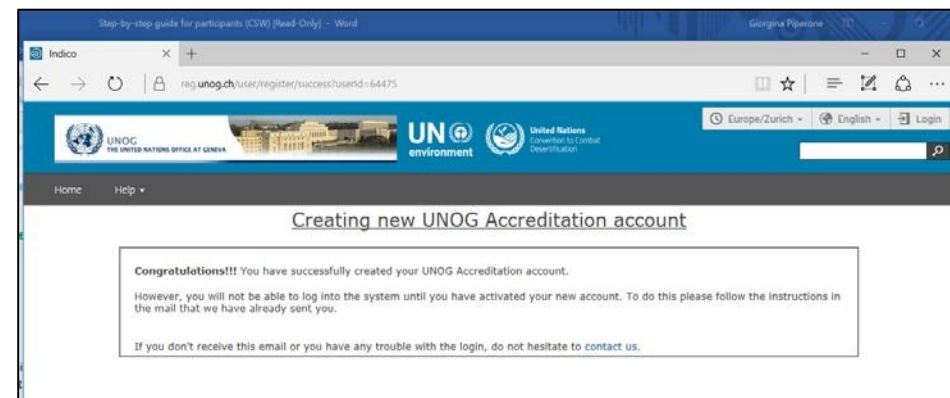 Step-by-step guide for participants (CSW) [Read-Only] - Word Giorgina Piperone
Indico
reg.unog.ch/user/register/success?userid=64475
Europe/Zurich English Login
UNOG
THE UNITED NATIONS OFFICE AT GENEVA
UN environment
United Nations
Convention to Combat
Desertification
Home Help
Creating new UNOG Accreditation account
Congratulations!!! You have successfully created your UNOG Accreditation account.
However, you will not be able to log into the system until you have activated your new account. To do this please follow the instructions in
the mail that we have already sent you.
If you don't receive this email or you have any trouble with the login, do not hesitate to contact us.